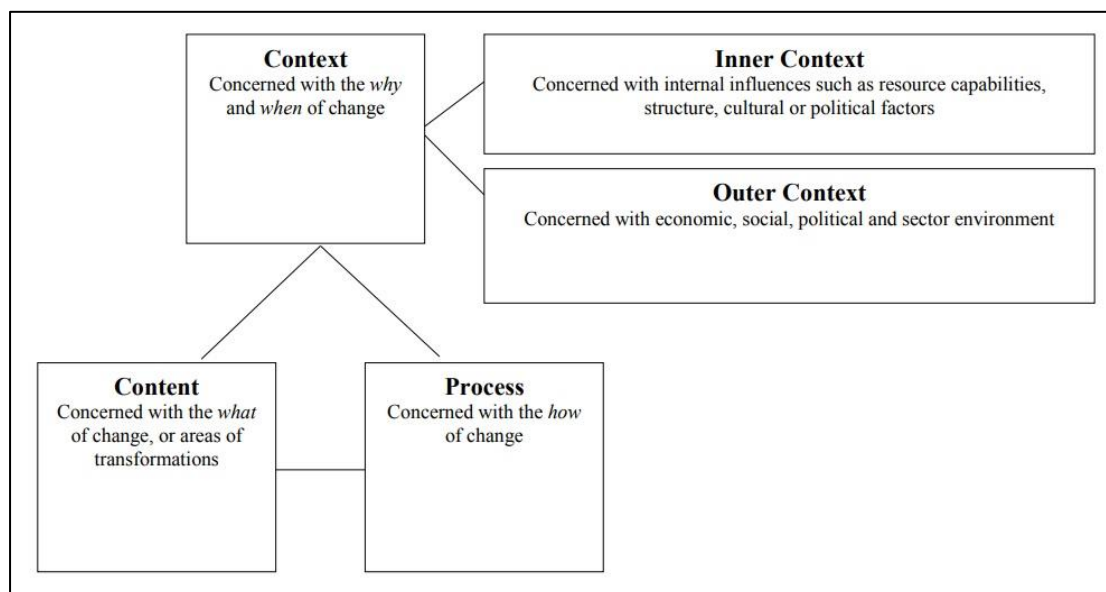 Context
Concerned with the why
and when of change
Inner Context
Concerned with internal influences such as resource capabilities,
structure, cultural or political factors
Outer Context
Concerned with economic, social, political and sector environment
Content
Concerned with the what
of change, or areas of
transformations
Process
Concerned with the how
of change